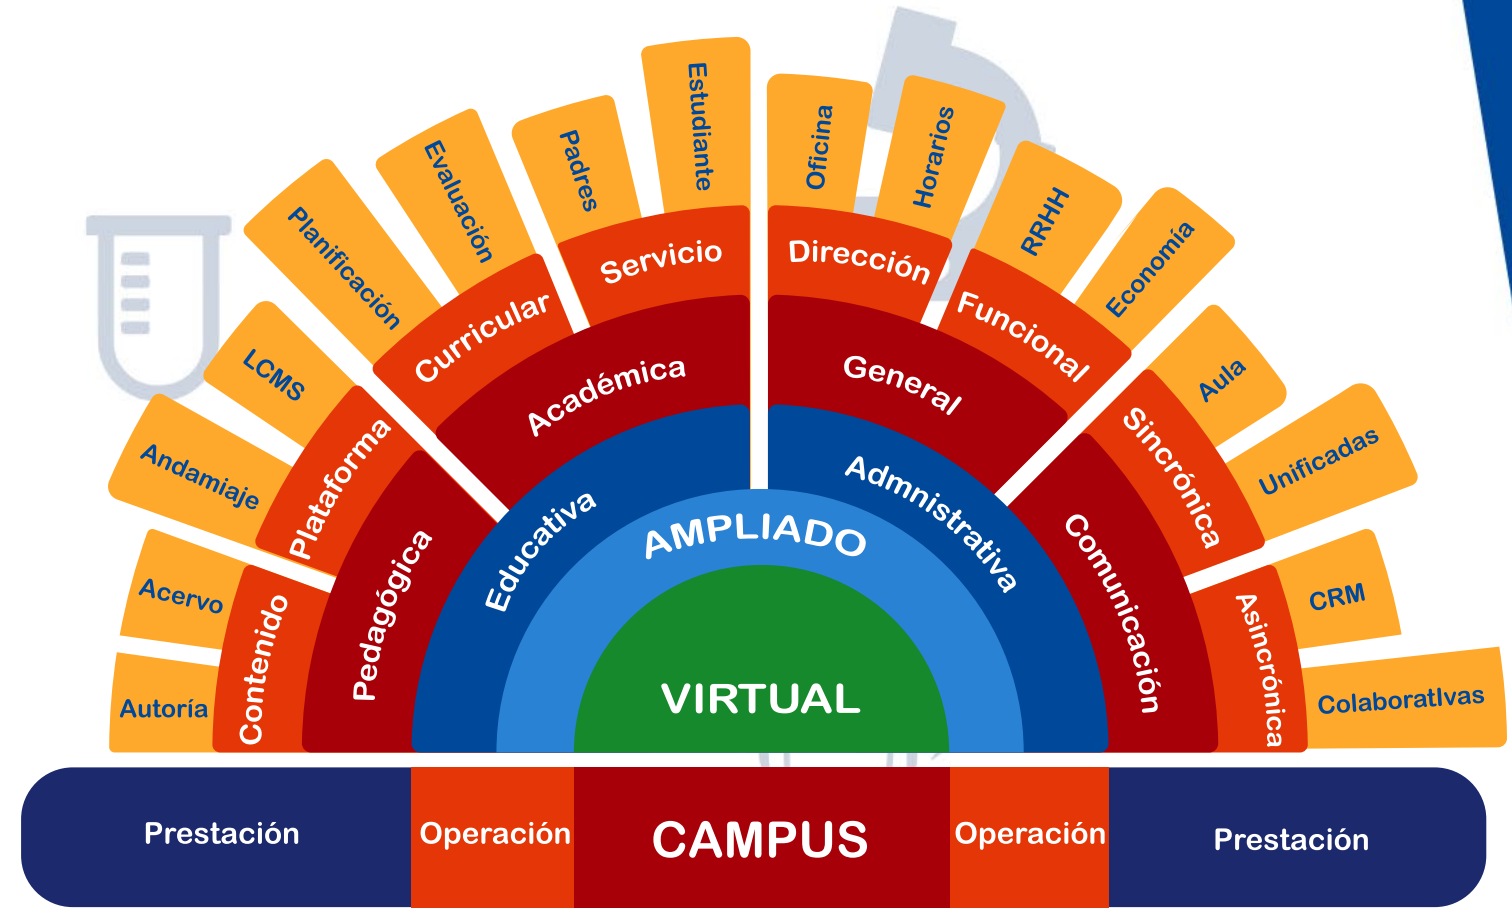 Estudiante
Oficina
Horarios
Padres
Evaluación
RRHH
Economía
Planificación
Servicio
Dirección
Curricular
Funcional
LCMS
Aula
Académica
General
Andamiaje
Plataforma
Sincrónica
Unificadas
Educativa
Admnistrativa
AMPLIADO
Acervo
Contenido
Pedagógica
Comunicación
Asincrónica
CRM
Autoría
VIRTUAL
ColaboratIvas
Prestación
Operación
CAMPUS
Operación
Prestación